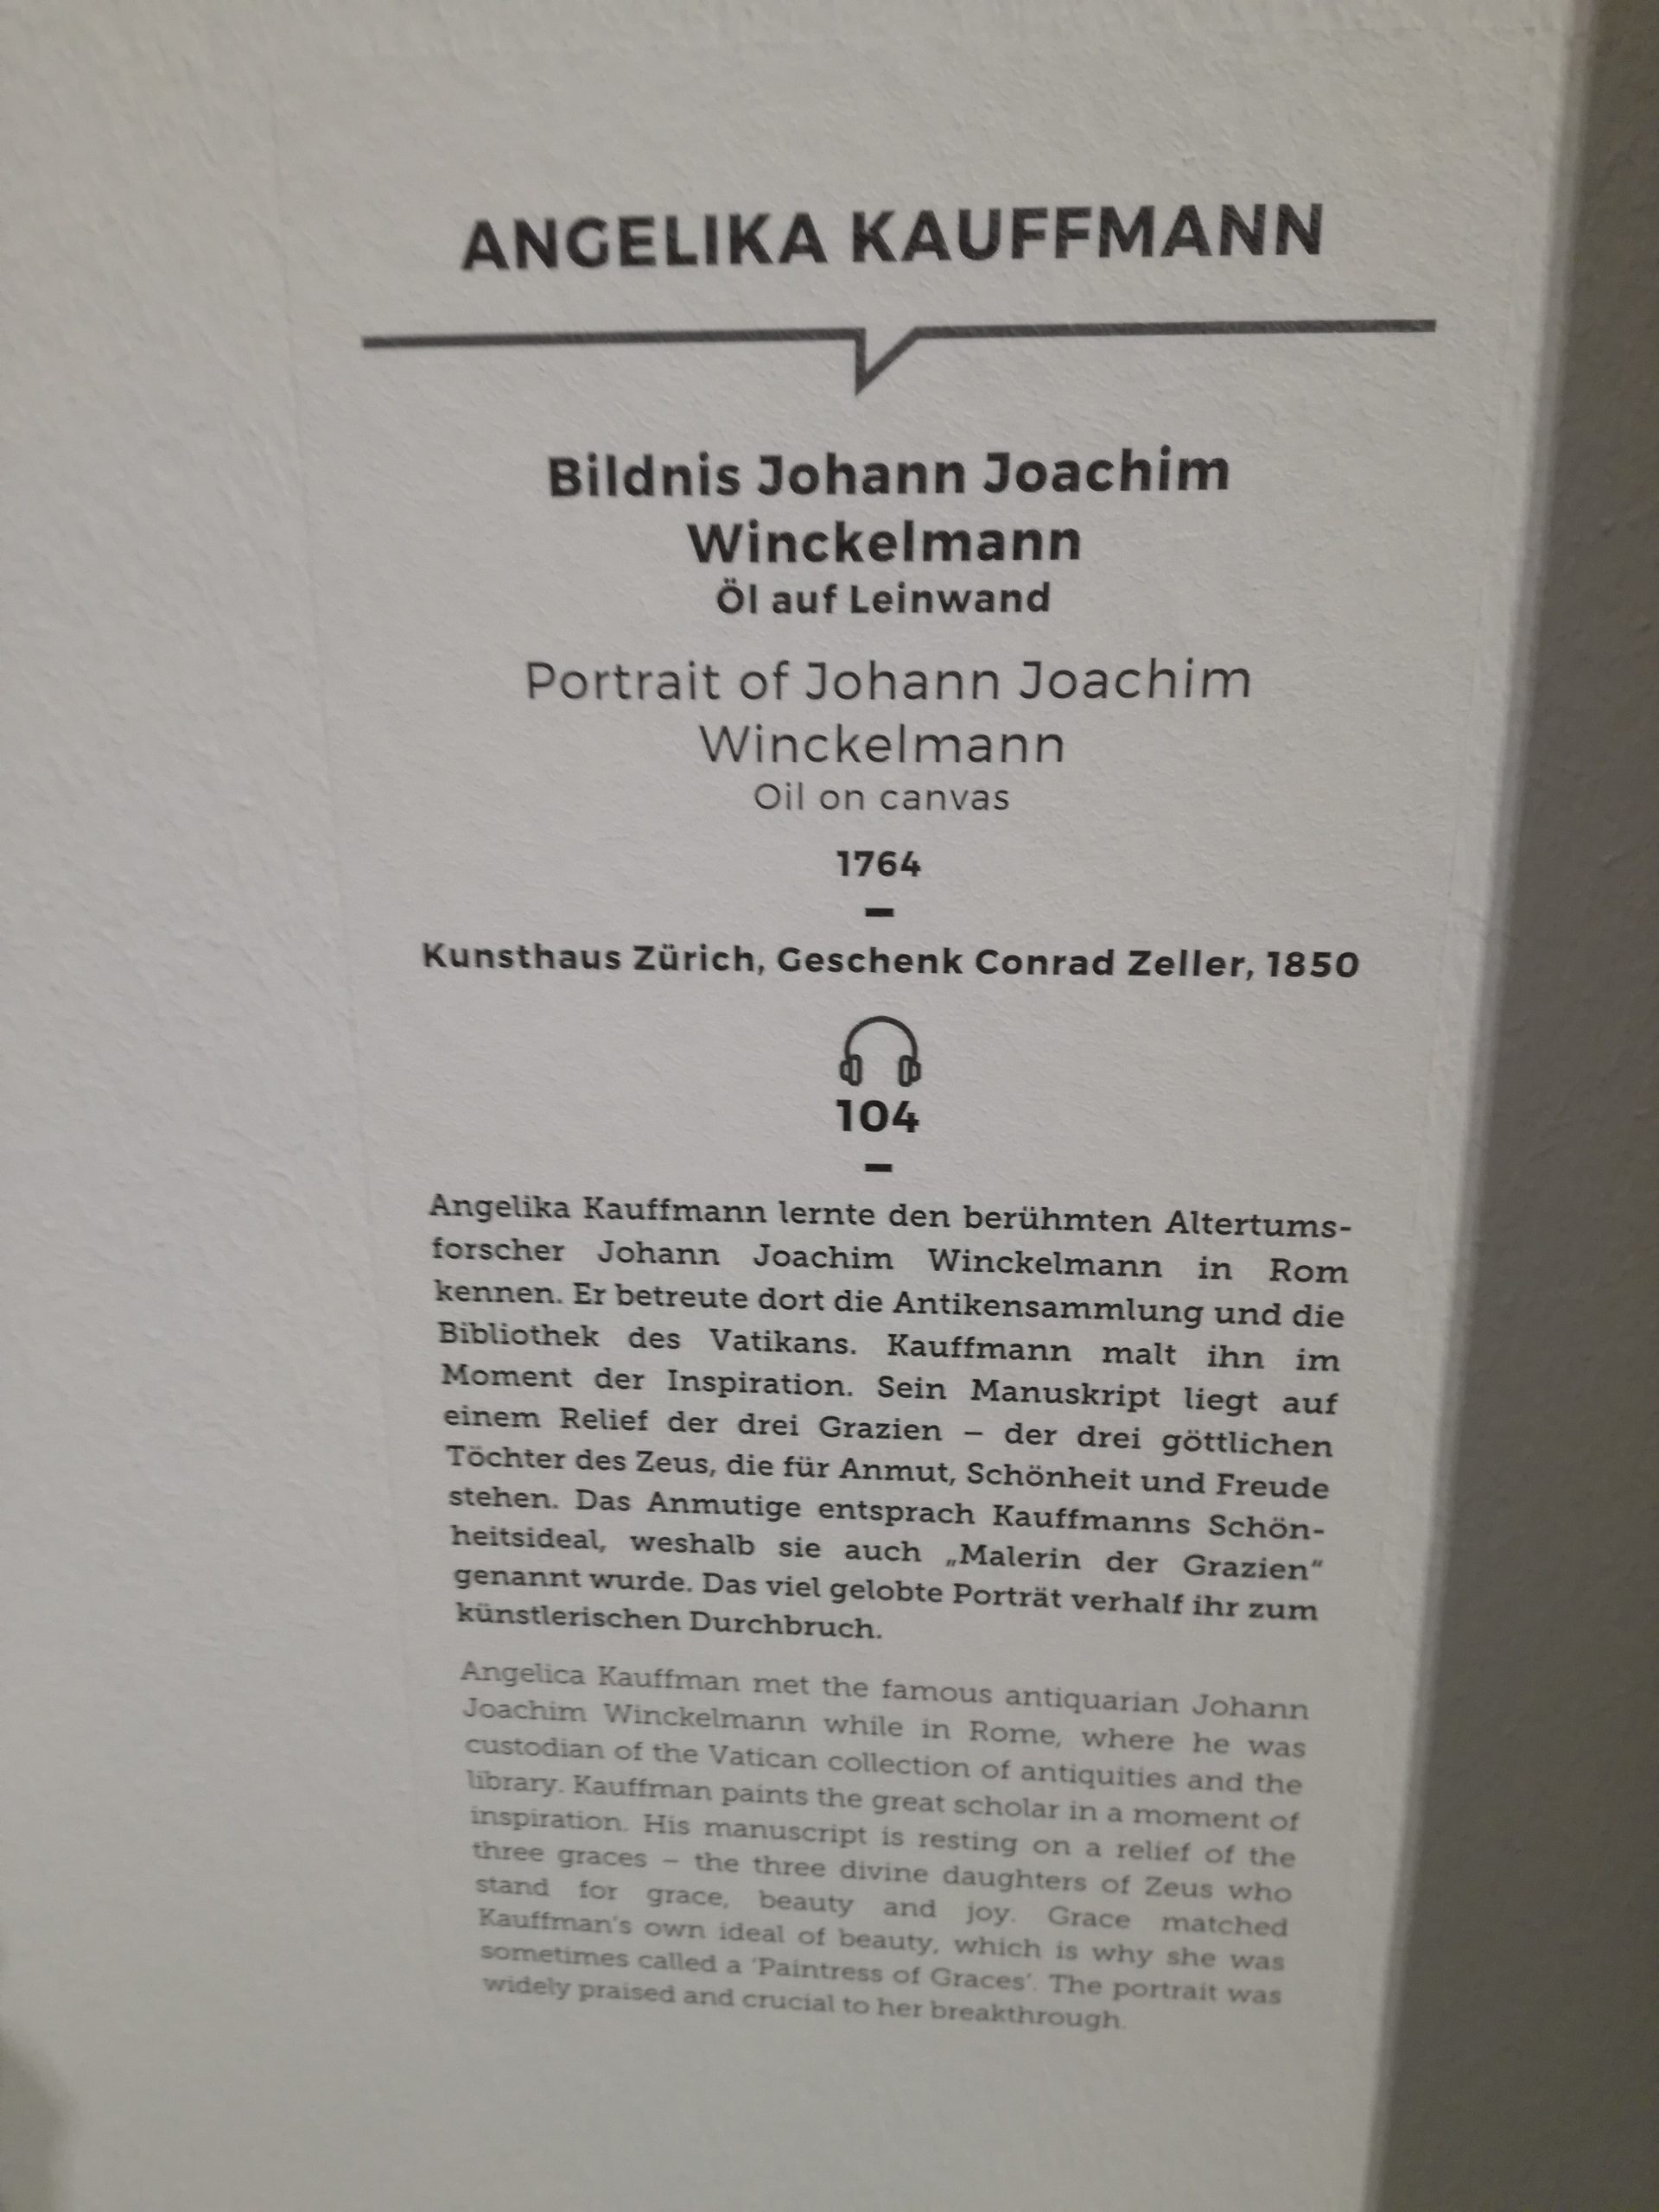 ANGELIKA KAUFFMANN
Bildnis Johann Joachim
Winckelmann
Öl auf Leinwand
Portrait of Johann Joachim
Winckelmann
Oil on canvas
1764
–
Kunsthaus Zürich, Geschenk Conrad Zeller, 1850
104
–
Angelika Kauffmann lernte den berühmten Altertums-
forscher Johann Joachim Winckelmann in Rom
kennen. Er betreute dort die Antikensammlung und die
Bibliothek des Vatikans. Kauffmann malt ihn im
Moment der Inspiration. Sein Manuskript liegt auf
einem Relief der drei Grazien – der drei göttlichen
Töchter des Zeus, die für Anmut, Schönheit und Freude
stehen. Das Anmutige entsprach Kauffmanns Schön-
heitsideal, weshalb sie auch „Malerin der Grazien“
genannt wurde. Das viel gelobte Porträt verhalf ihr zum
künstlerischen Durchbruch.
Angelica Kauffman met the famous antiquarian Johann
Joachim Winckelmann while in Rome, where he was
custodian of the Vatican collection of antiquities and the
library. Kauffman paints the great scholar in a moment of
inspiration. His manuscript is resting on a relief of the
three graces – the three divine daughters of Zeus who
stand for grace, beauty and joy. Grace matched
Kauffman's own ideal of beauty, which is why she was
sometimes called a 'Paintress of Graces'. The portrait was
widely praised and crucial to her breakthrough.